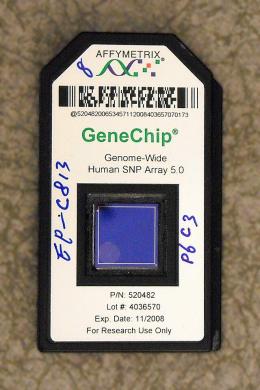 AFFYMETRIX
8
@52048200653457112008403657070173
GeneChip®
Genome-Wide
Human SNP Array 5.0
EP-C813
P6C3
P/N: 520482
Lot #: 4036570
Exp. Date: 11/2008
For Research Use Only